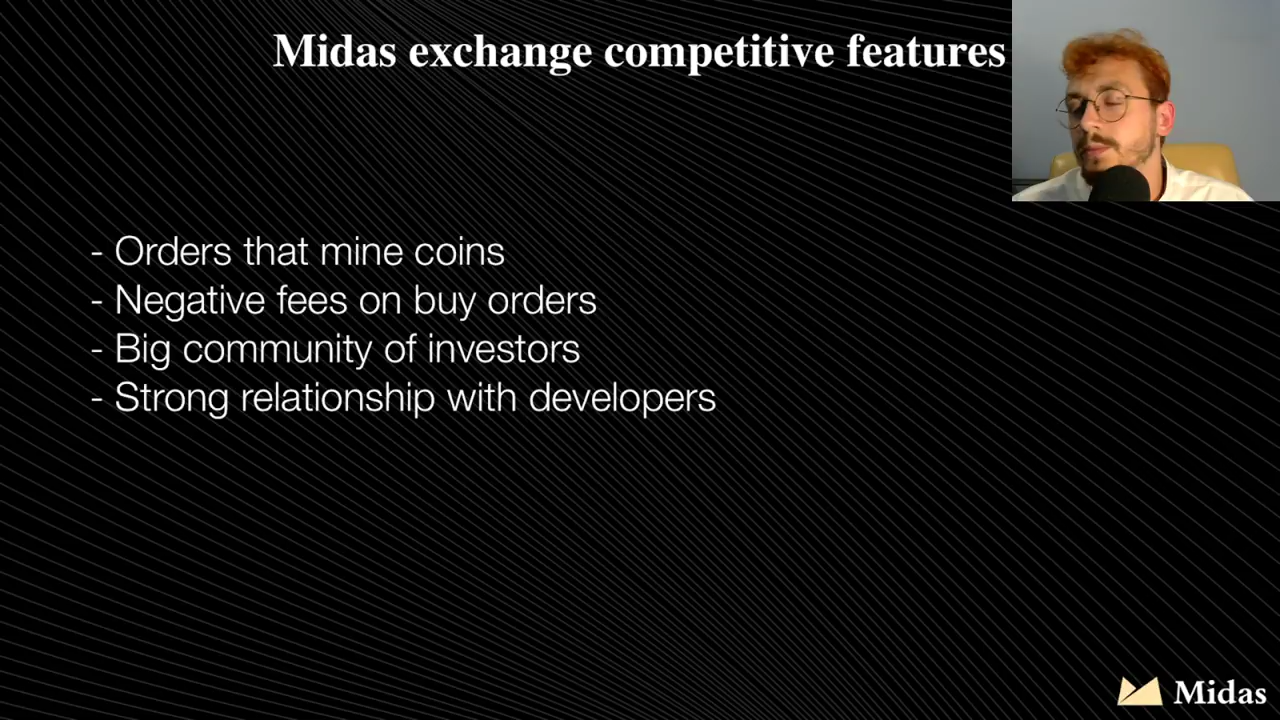 Midas exchange competitive features
- Orders that mine coins
- Negative fees on buy orders
- Big community of investors
- Strong relationship with developers
Midas